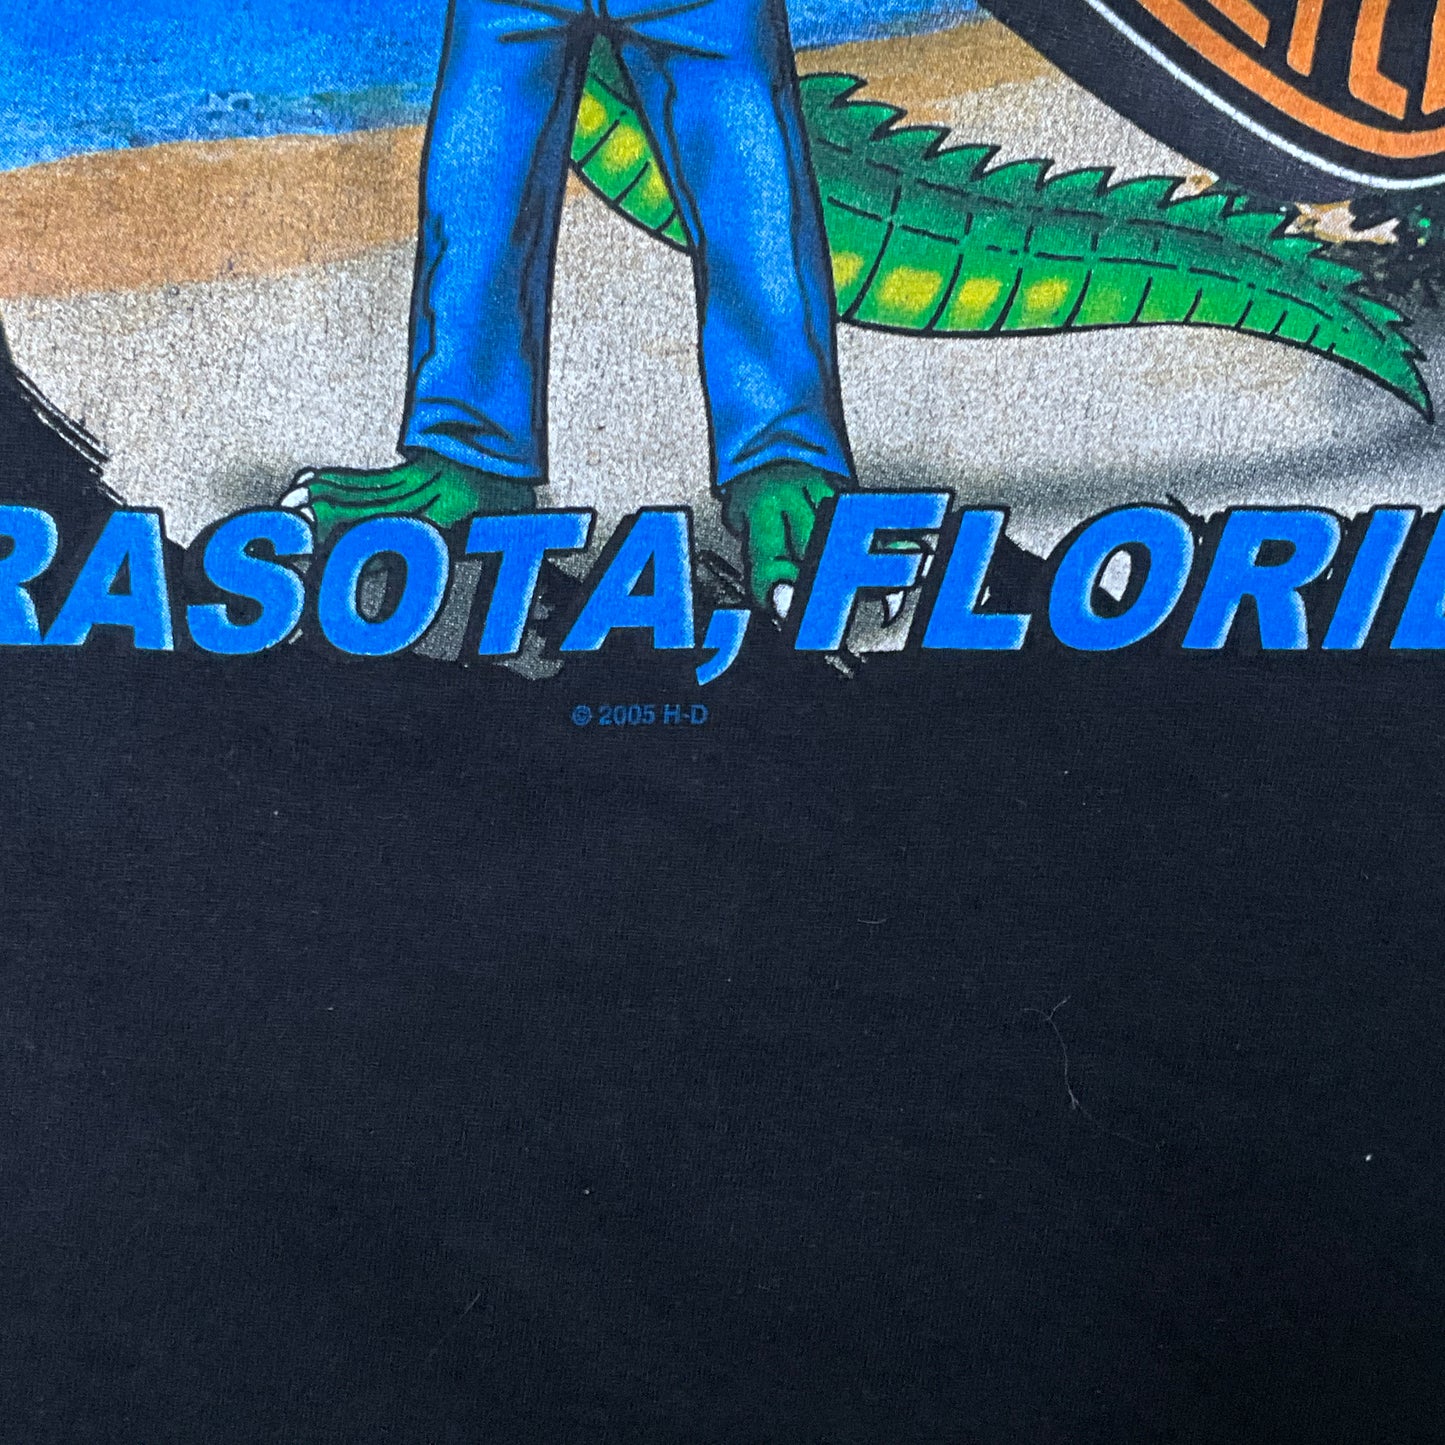 RASOTA, FLORI
© 2005 H-D